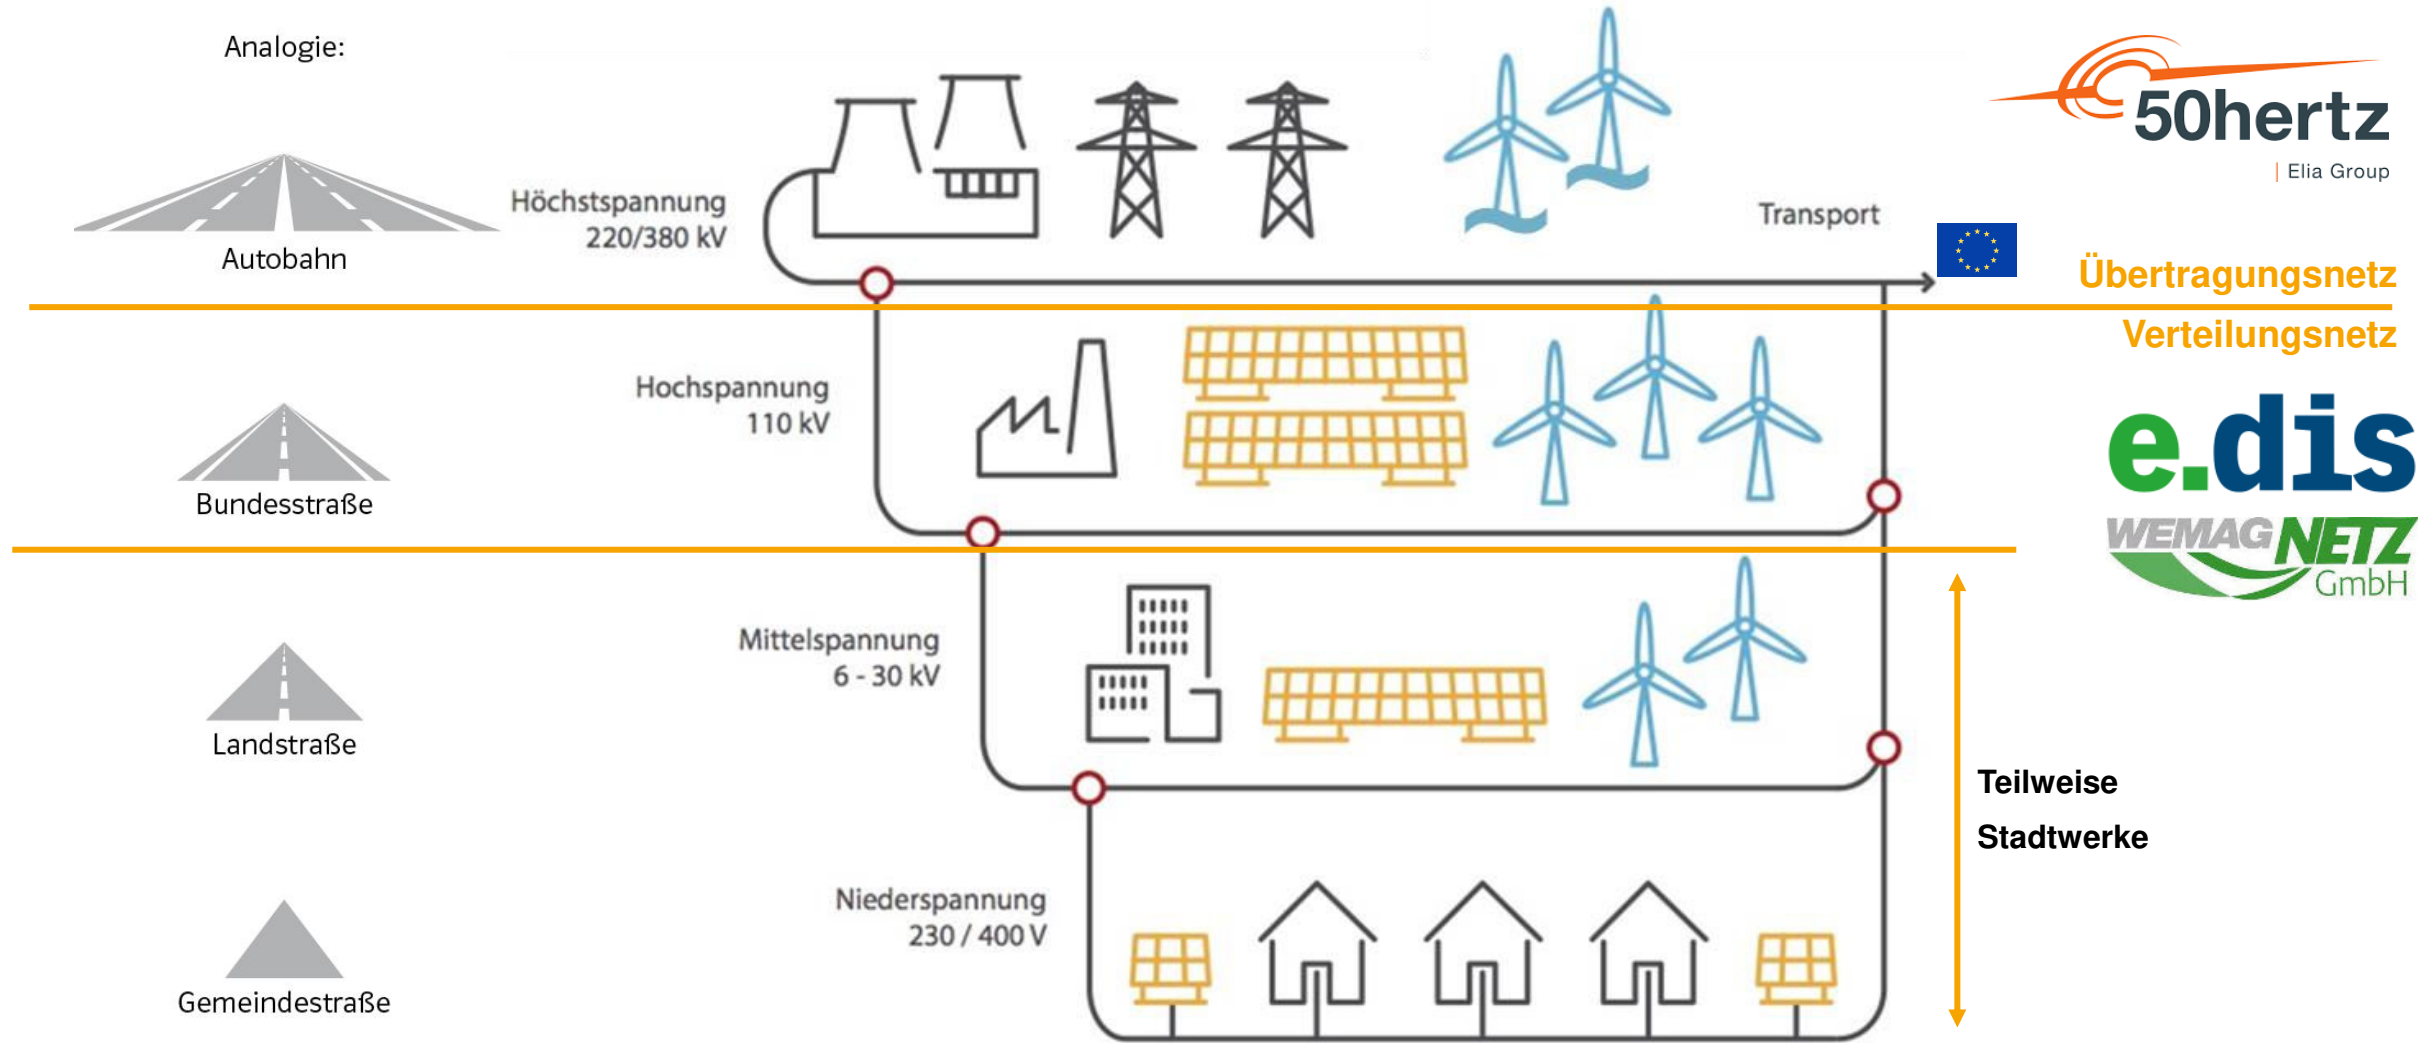 Analogie:
50hertz
| Elia Group
Höchstspannung
220/380 kV
Transport
Autobahn
Übertragungsnetz
Verteilungsnetz
Hochspannung
110 kV
e.dis
Bundesstraße
WEMAG NETZ
GmbH
Mittelspannung
6 - 30 kV
Landstraße
Teilweise
Stadtwerke
Niederspannung
230 / 400 V
Gemeindestraße